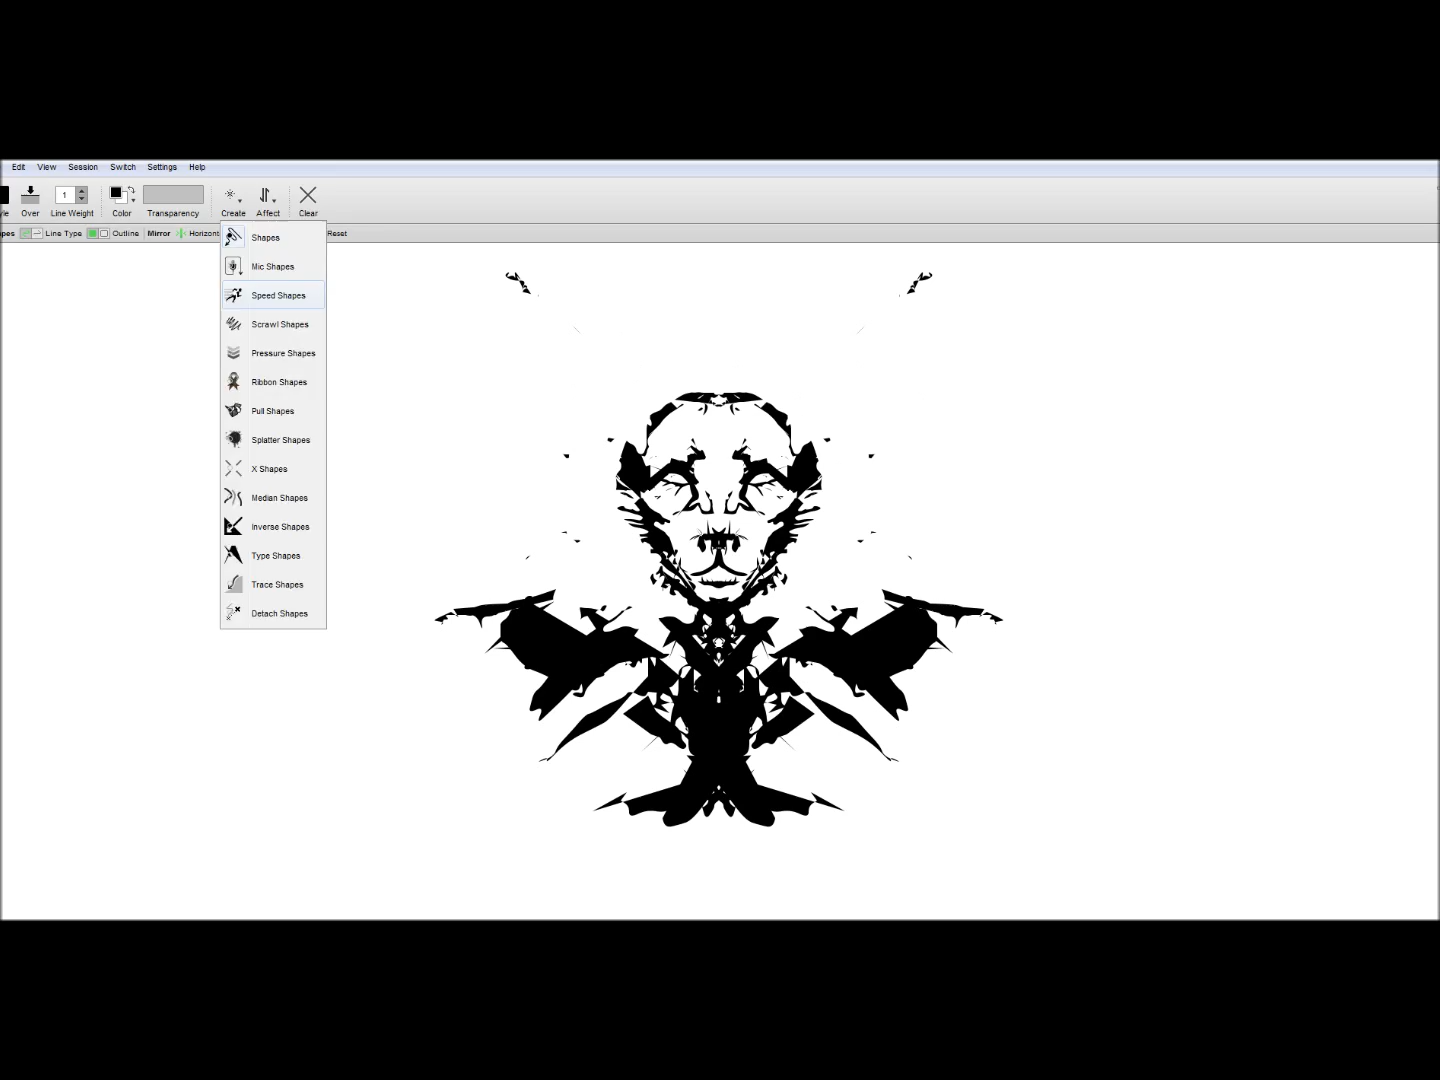 Edit View Session Switch Settings Help
1
Over Line Weight Color Transparency Create Affect Clear
Line Type Outline Mirror Reset
Shapes
Mic Shapes
Speed Shapes
Scrawl Shapes
Pressure Shapes
Ribbon Shapes
Pull Shapes
Splatter Shapes
X Shapes
Median Shapes
Inverse Shapes
Type Shapes
Trace Shapes
Detach Shapes